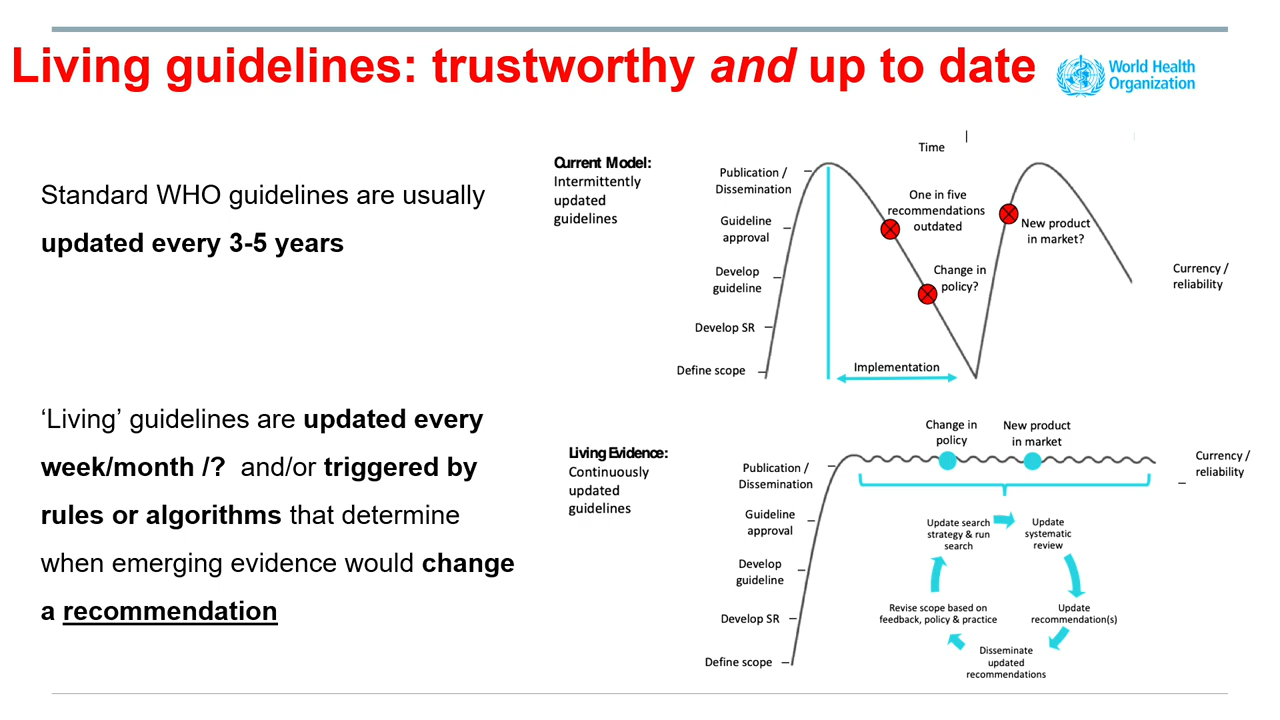 Living guidelines: trustworthy and up to date
World Health
Organization
Standard WHO guidelines are usually
updated every 3-5 years
‘Living’ guidelines are updated every
week/month /? and/or triggered by
rules or algorithms that determine
when emerging evidence would change
a recommendation
Current Model:
Intermittently
updated
guidelines
Time
Publication /
Dissemination
Guideline
approval
Develop
guideline
Develop SR
Define scope
One in five
recommendations
outdated
Change in
policy?
New product
in market?
Implementation
Currency /
reliability
Living Evidence:
Continuously
updated
guidelines
Publication /
Dissemination
Guideline
approval
Develop
guideline
Develop SR
Define scope
Change in
policy
New product
in market
Currency /
reliability
Update search
strategy & run
search
Update
systematic
review
Update
recommendation(s)
Disseminate
updated
recommendations
Revise scope based on
feedback, policy & practice